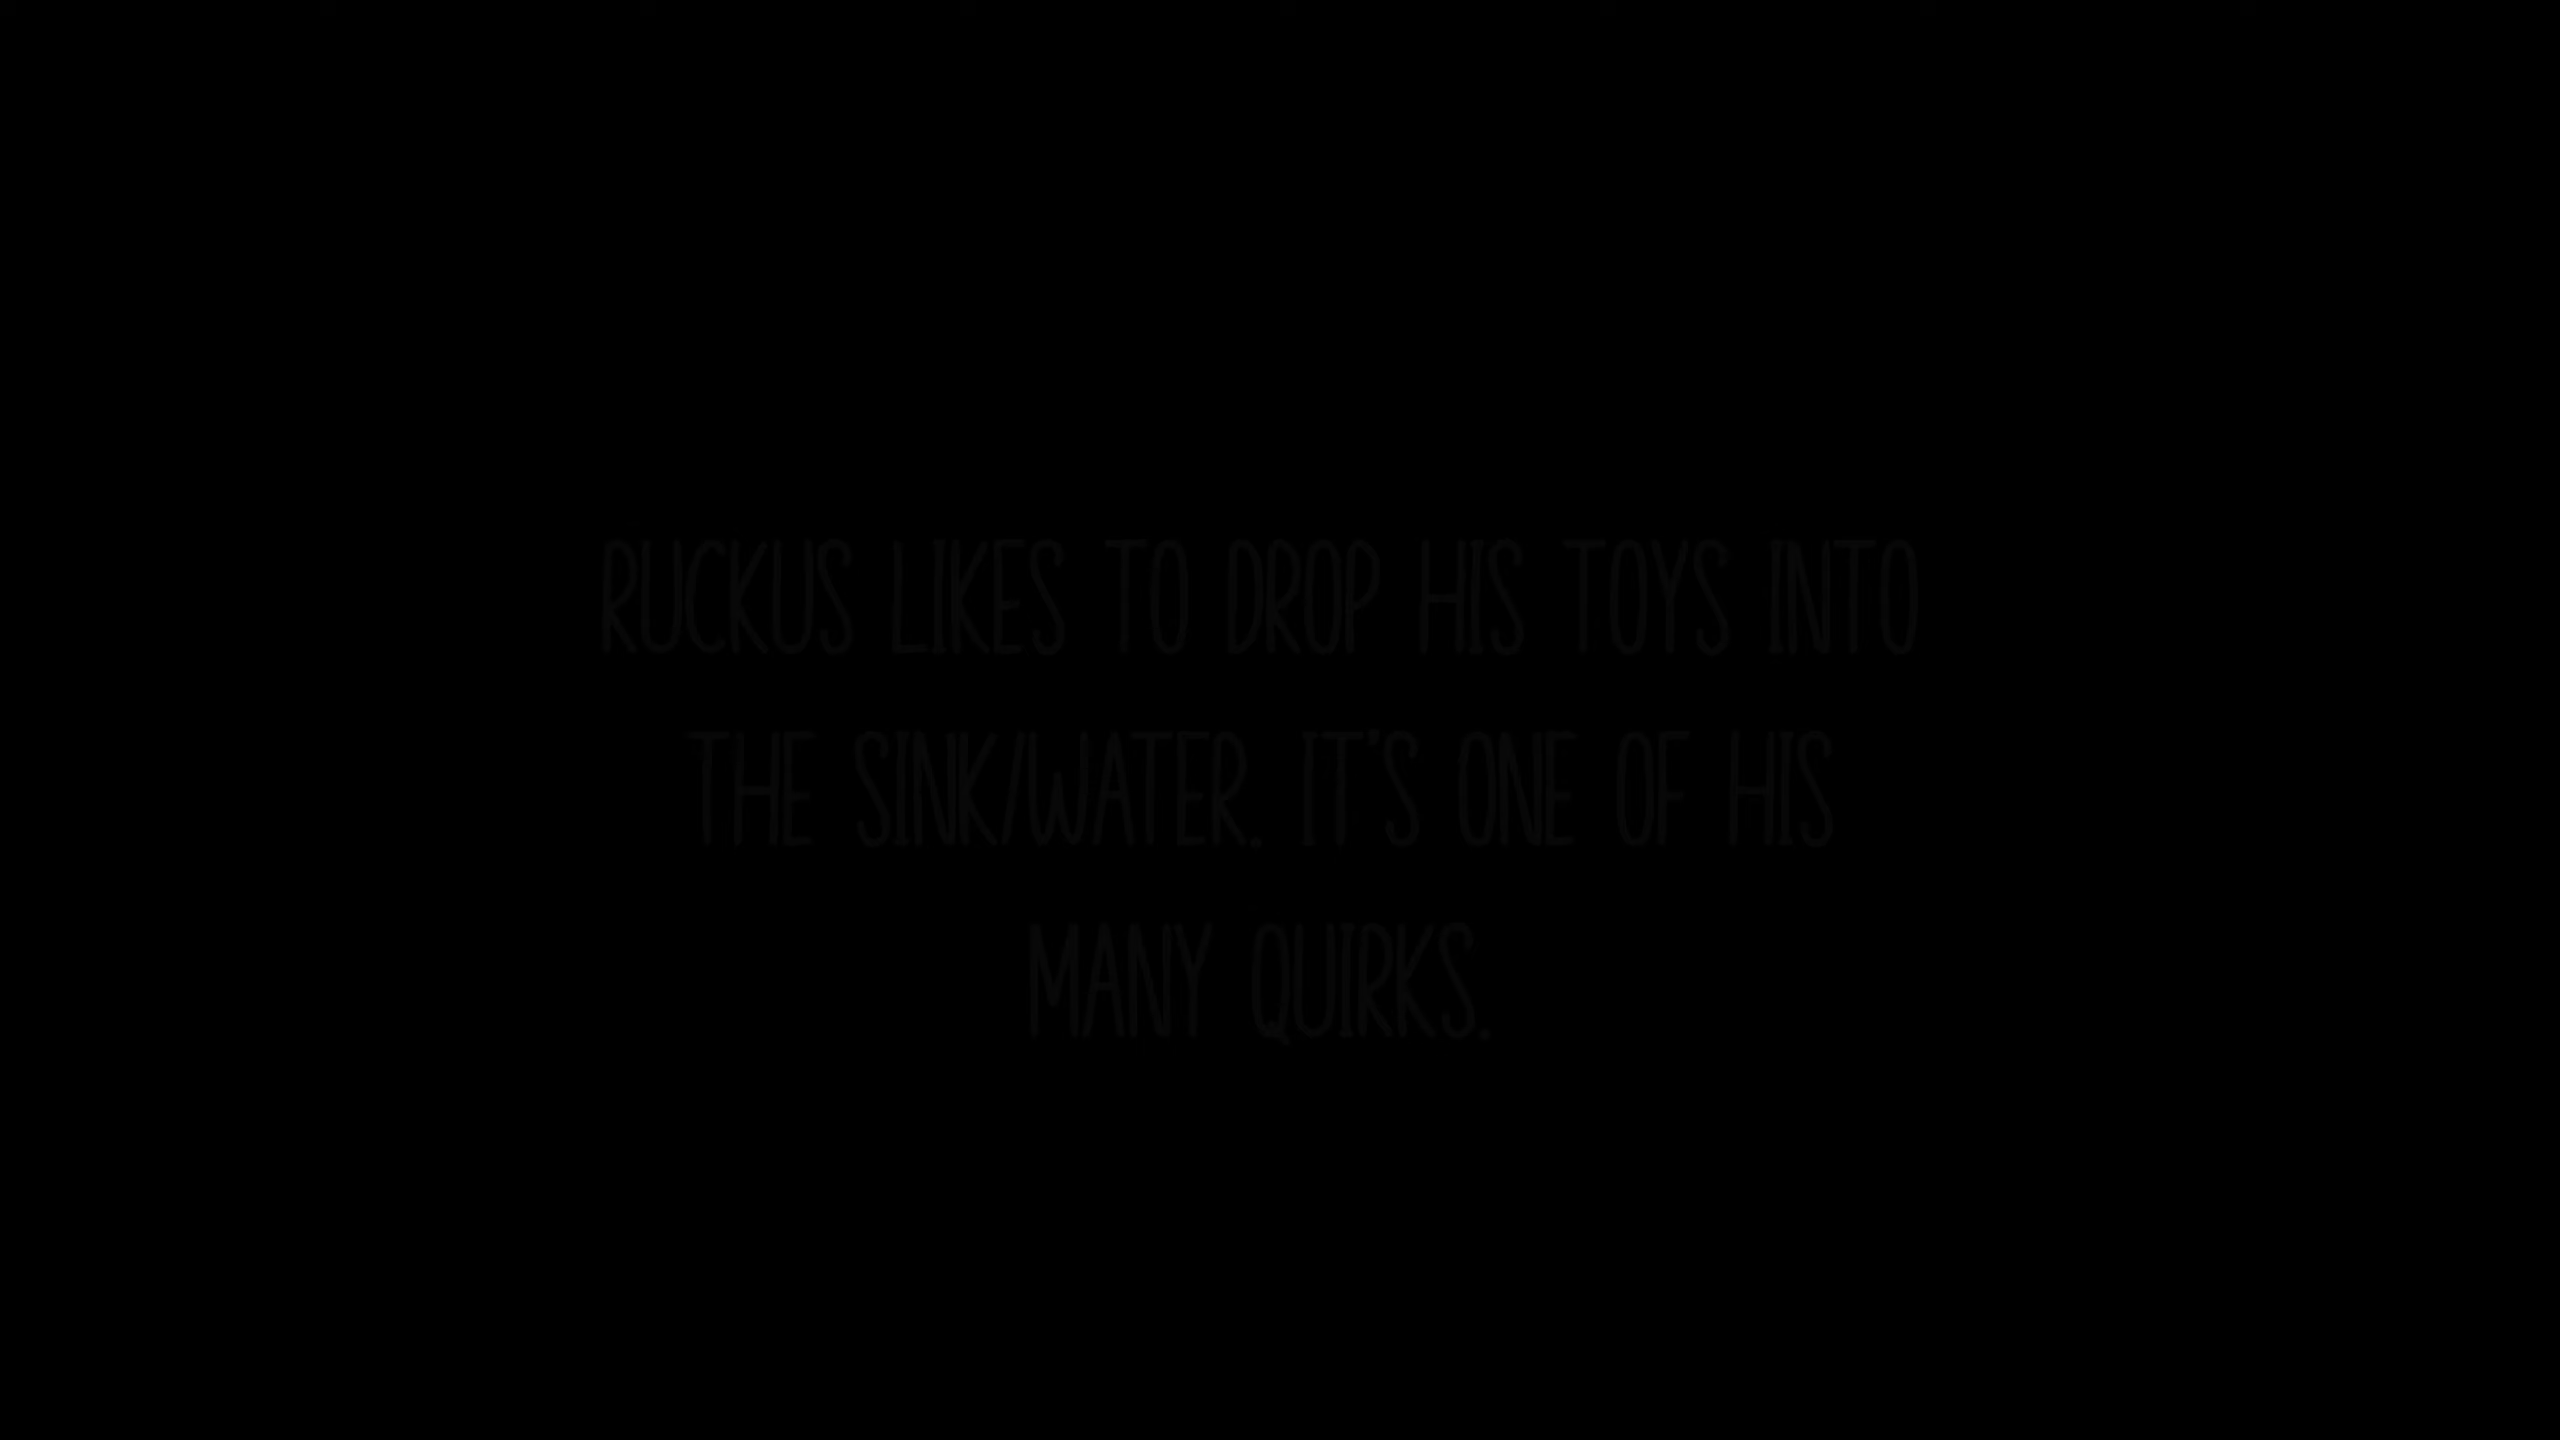 RUCKUS LIKES TO DROP HIS TOYS INTO
THE SINK/WATER. IT'S ONE OF HIS
MANY QUIRKS.